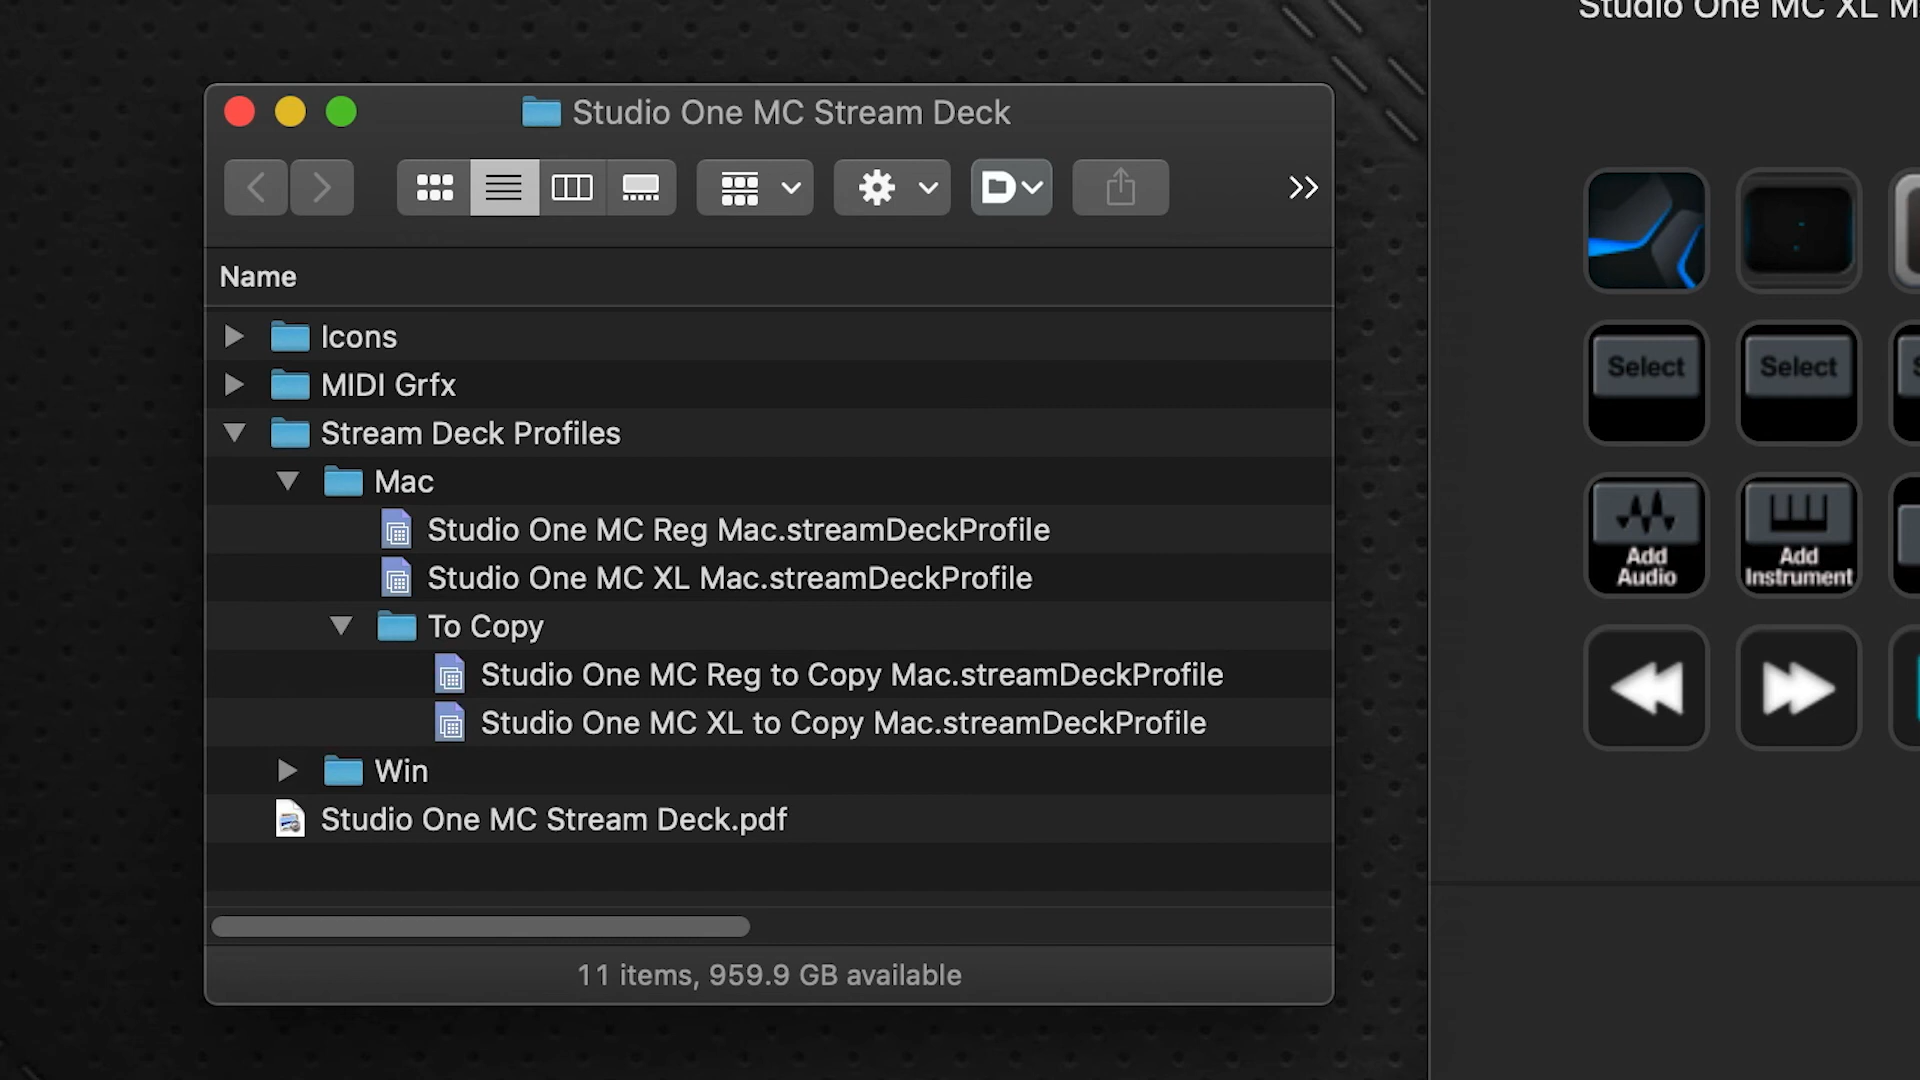 Studio One MC XL M
Studio One MC Stream Deck
Name
Icons
MIDI Grfx
Stream Deck Profiles
Mac
Studio One MC Reg Mac.streamDeckProfile
Studio One MC XL Mac.streamDeckProfile
To Copy
Studio One MC Reg to Copy Mac.streamDeckProfile
Studio One MC XL to Copy Mac.streamDeckProfile
Win
Studio One MC Stream Deck.pdf
11 items, 959.9 GB available
Select
Select
S
Add
Audio
Add
Instrument